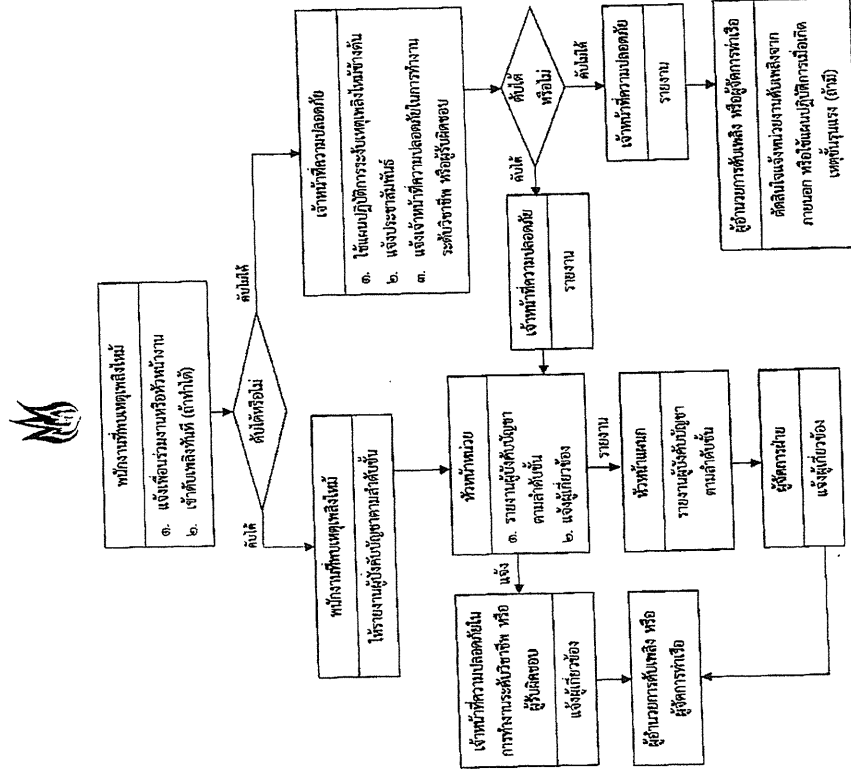 พนักงานที่พบเหตุเพลิงไหม้
๑. แจ้งเพื่อนร่วมงานหรือหัวหน้างาน
๒. เข้าดับเพลิงทันที (ถ้าทำได้)
ดับได้หรือไม่
ดับได้
ดับไม่ได้
พนักงานที่พบเหตุเพลิงไหม้
ให้รายงานผู้บังคับบัญชาตามลำดับชั้น
เจ้าหน้าที่ความปลอดภัย
๑. ใช้แผนปฏิบัติการระงับเหตุเพลิงไหม้ขั้นต้น
๒. แจ้งประชาสัมพันธ์
๓. แจ้งเจ้าหน้าที่ความปลอดภัยในการทำงาน
ระดับวิชาชีพ หรือผู้รับผิดชอบ
ดับได้
หรือไม่
ดับได้
ดับไม่ได้
เจ้าหน้าที่ความปลอดภัย
รายงาน
เจ้าหน้าที่ความปลอดภัย
รายงาน
หัวหน้าหน่วย
๑. รายงานผู้บังคับบัญชา
ตามลำดับชั้น
๒. แจ้งผู้เกี่ยวข้อง
แจ้ง
รายงาน
เจ้าหน้าที่ความปลอดภัยใน
การทำงานระดับวิชาชีพ หรือ
ผู้รับผิดชอบ
แจ้งผู้เกี่ยวข้อง
หัวหน้าแผนก
รายงานผู้บังคับบัญชา
ตามลำดับชั้น
ผู้อำนวยการดับเพลิง หรือผู้จัดการท่าเรือ
ตัดสินใจแจ้งหน่วยงานดับเพลิงจาก
ภายนอก หรือใช้แผนปฏิบัติการเมื่อเกิด
เหตุขั้นรุนแรง (ถ้ามี)
ผู้อำนวยการดับเพลิง หรือ
ผู้จัดการท่าเรือ
ผู้จัดการฝ่าย
แจ้งผู้เกี่ยวข้อง